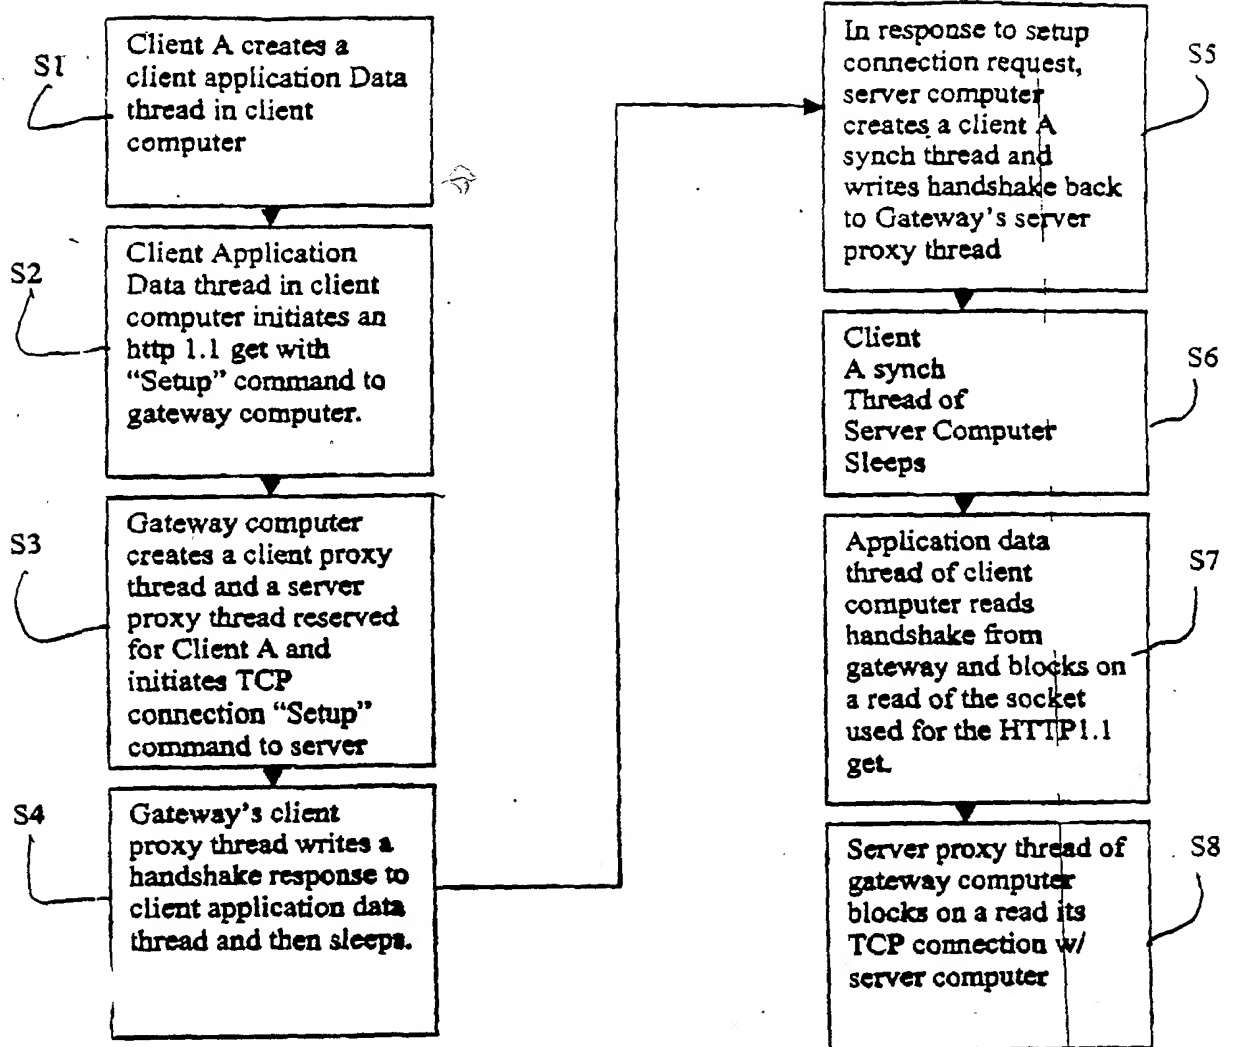 S1
Client A creates a
client application Data
thread in client
computer
S2
Client Application
Data thread in client
computer initiates an
http 1.1 get with
“Setup” command to
gateway computer.
S3
Gateway computer
creates a client proxy
thread and a server
proxy thread reserved
for Client A and
initiates TCP
connection “Setup”
command to server
S4
Gateway’s client
proxy thread writes a
handshake response to
client application data
thread and then sleeps.
S5
In response to setup
connection request,
server computer
creates a client A
synch thread and
writes handshake back
to Gateway’s server
proxy thread
S6
Client
A synch
Thread of
Server Computer
Sleeps
S7
Application data
thread of client
computer reads
handshake from
gateway and blocks on
a read of the socket
used for the HTTP1.1
get.
S8
Server proxy thread of
gateway computer
blocks on a read its
TCP connection w/
server computer